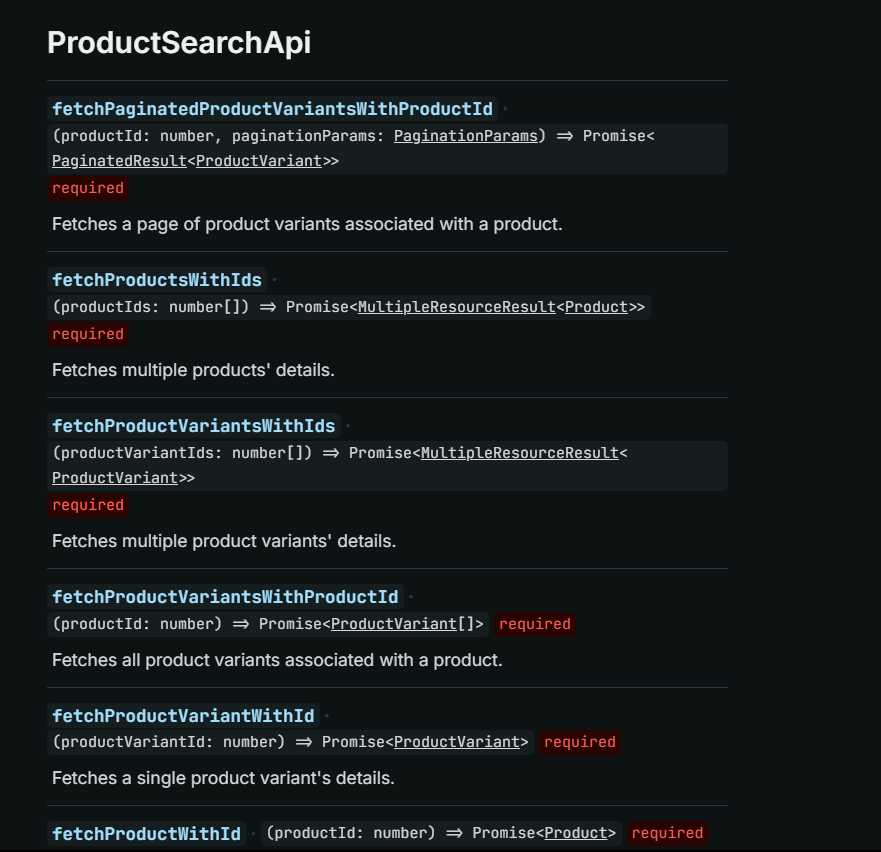 ProductSearchApi
fetchPaginatedProductVariantsWithProductId ·
(productId: number, paginationParams: PaginationParams) => Promise<
PaginatedResult<ProductVariant>>
required
Fetches a page of product variants associated with a product.
fetchProductsWithIds ·
(productIds: number[]) => Promise<MultipleResourceResult<Product>>
required
Fetches multiple products' details.
fetchProductVariantsWithIds ·
(productVariantIds: number[]) => Promise<MultipleResourceResult<
ProductVariant>>
required
Fetches multiple product variants' details.
fetchProductVariantsWithProductId ·
(productId: number) => Promise<ProductVariant[]> required
Fetches all product variants associated with a product.
fetchProductVariantWithId ·
(productVariantId: number) => Promise<ProductVariant> required
Fetches a single product variant's details.
fetchProductWithId · (productId: number) => Promise<Product> required